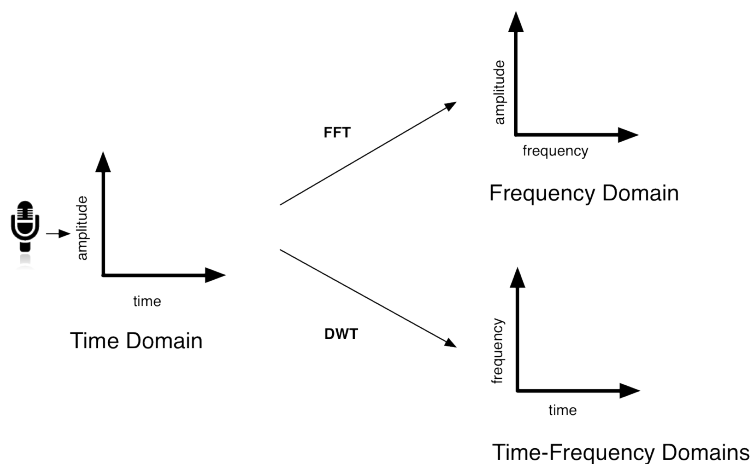 amplitude
time
Time Domain
FFT
amplitude
frequency
Frequency Domain
DWT
frequency
time
Time-Frequency Domains